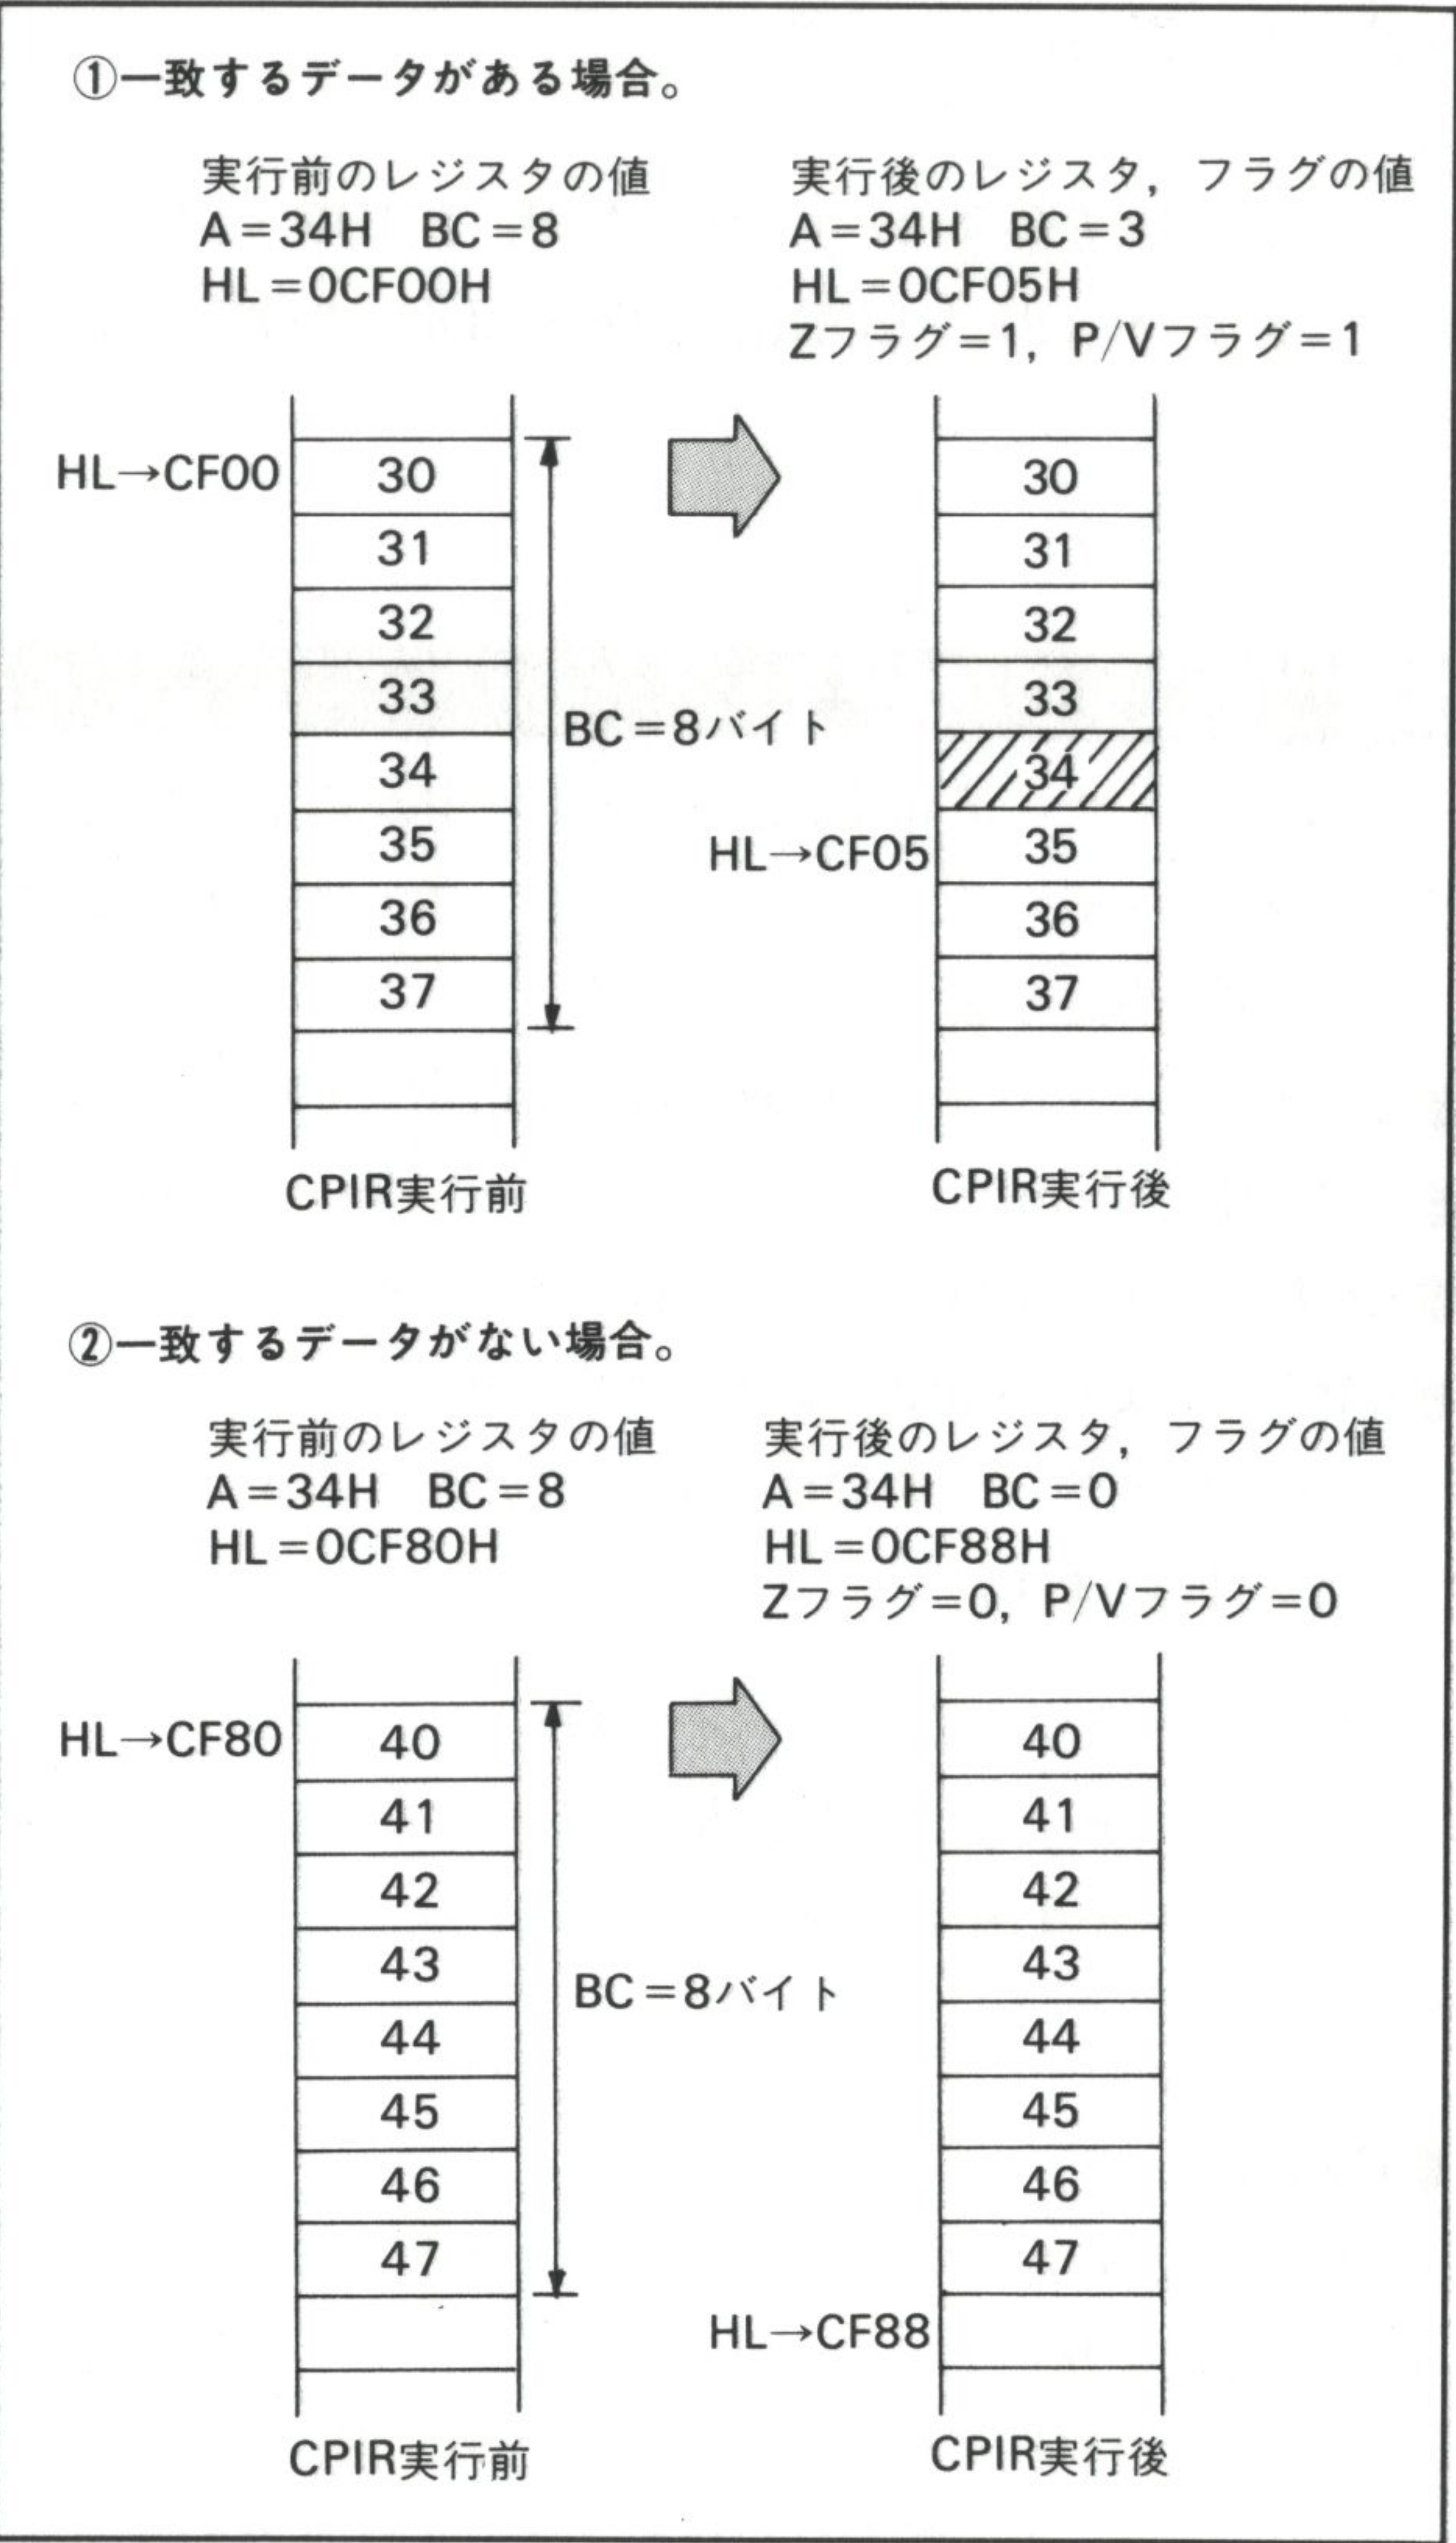 ①一致するデータがある場合。
実行前のレジスタの値
A=34H BC=8
HL=0CF00H
実行後のレジスタ, フラグの値
A=34H BC=3
HL=0CF05H
Zフラグ=1, P/Vフラグ=1
HL→CF00
30
31
32
33
34
35
36
37
BC=8バイト
CPIR実行前
30
31
32
33
34
HL→CF05
35
36
37
CPIR実行後
②一致するデータがない場合。
実行前のレジスタの値
A=34H BC=8
HL=0CF80H
実行後のレジスタ, フラグの値
A=34H BC=0
HL=0CF88H
Zフラグ=0, P/Vフラグ=0
HL→CF80
40
41
42
43
44
45
46
47
BC=8バイト
CPIR実行前
40
41
42
43
44
45
46
47
HL→CF88
CPIR実行後